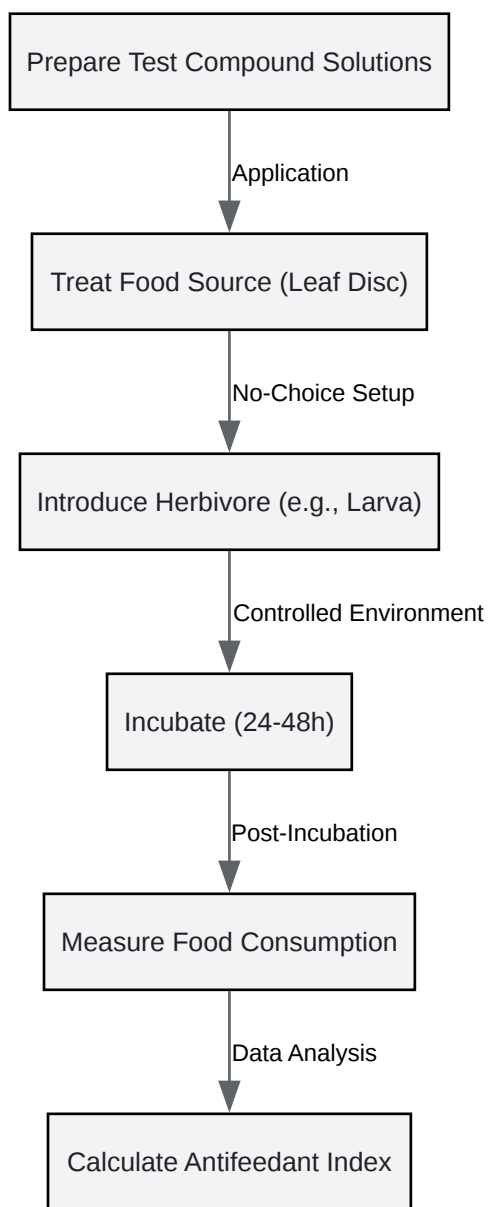 Prepare Test Compound Solutions
Application
Treat Food Source (Leaf Disc)
No-Choice Setup
Introduce Herbivore (e.g., Larva)
Controlled Environment
Incubate (24-48h)
Post-Incubation
Measure Food Consumption
Data Analysis
Calculate Antifeedant Index